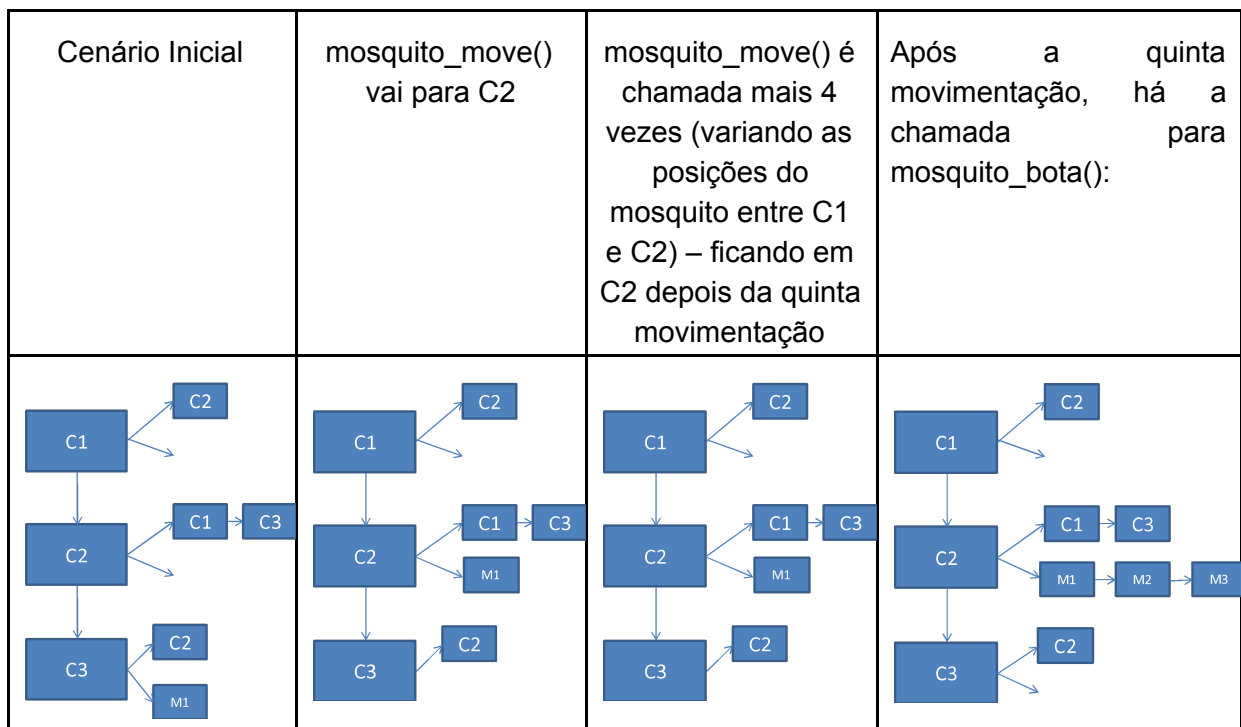 Cenário Inicial
mosquito_move()
vai para C2
mosquito_move() é
chamada mais 4
vezes (variando as
posições do
mosquito entre C1
e C2) – ficando em
C2 depois da quinta
movimentação
Após a quinta
movimentação, há a
chamada para
mosquito_bota():
C2
C1
C1 C3
C2
C2
C3
M1
C2
C1
C1 C3
C2
M1
C2
C3
C2
C1
C1 C3
C2
M1
C2
C3
C2
C1
C1 C3
C2
M1 M2 M3
C2
C3